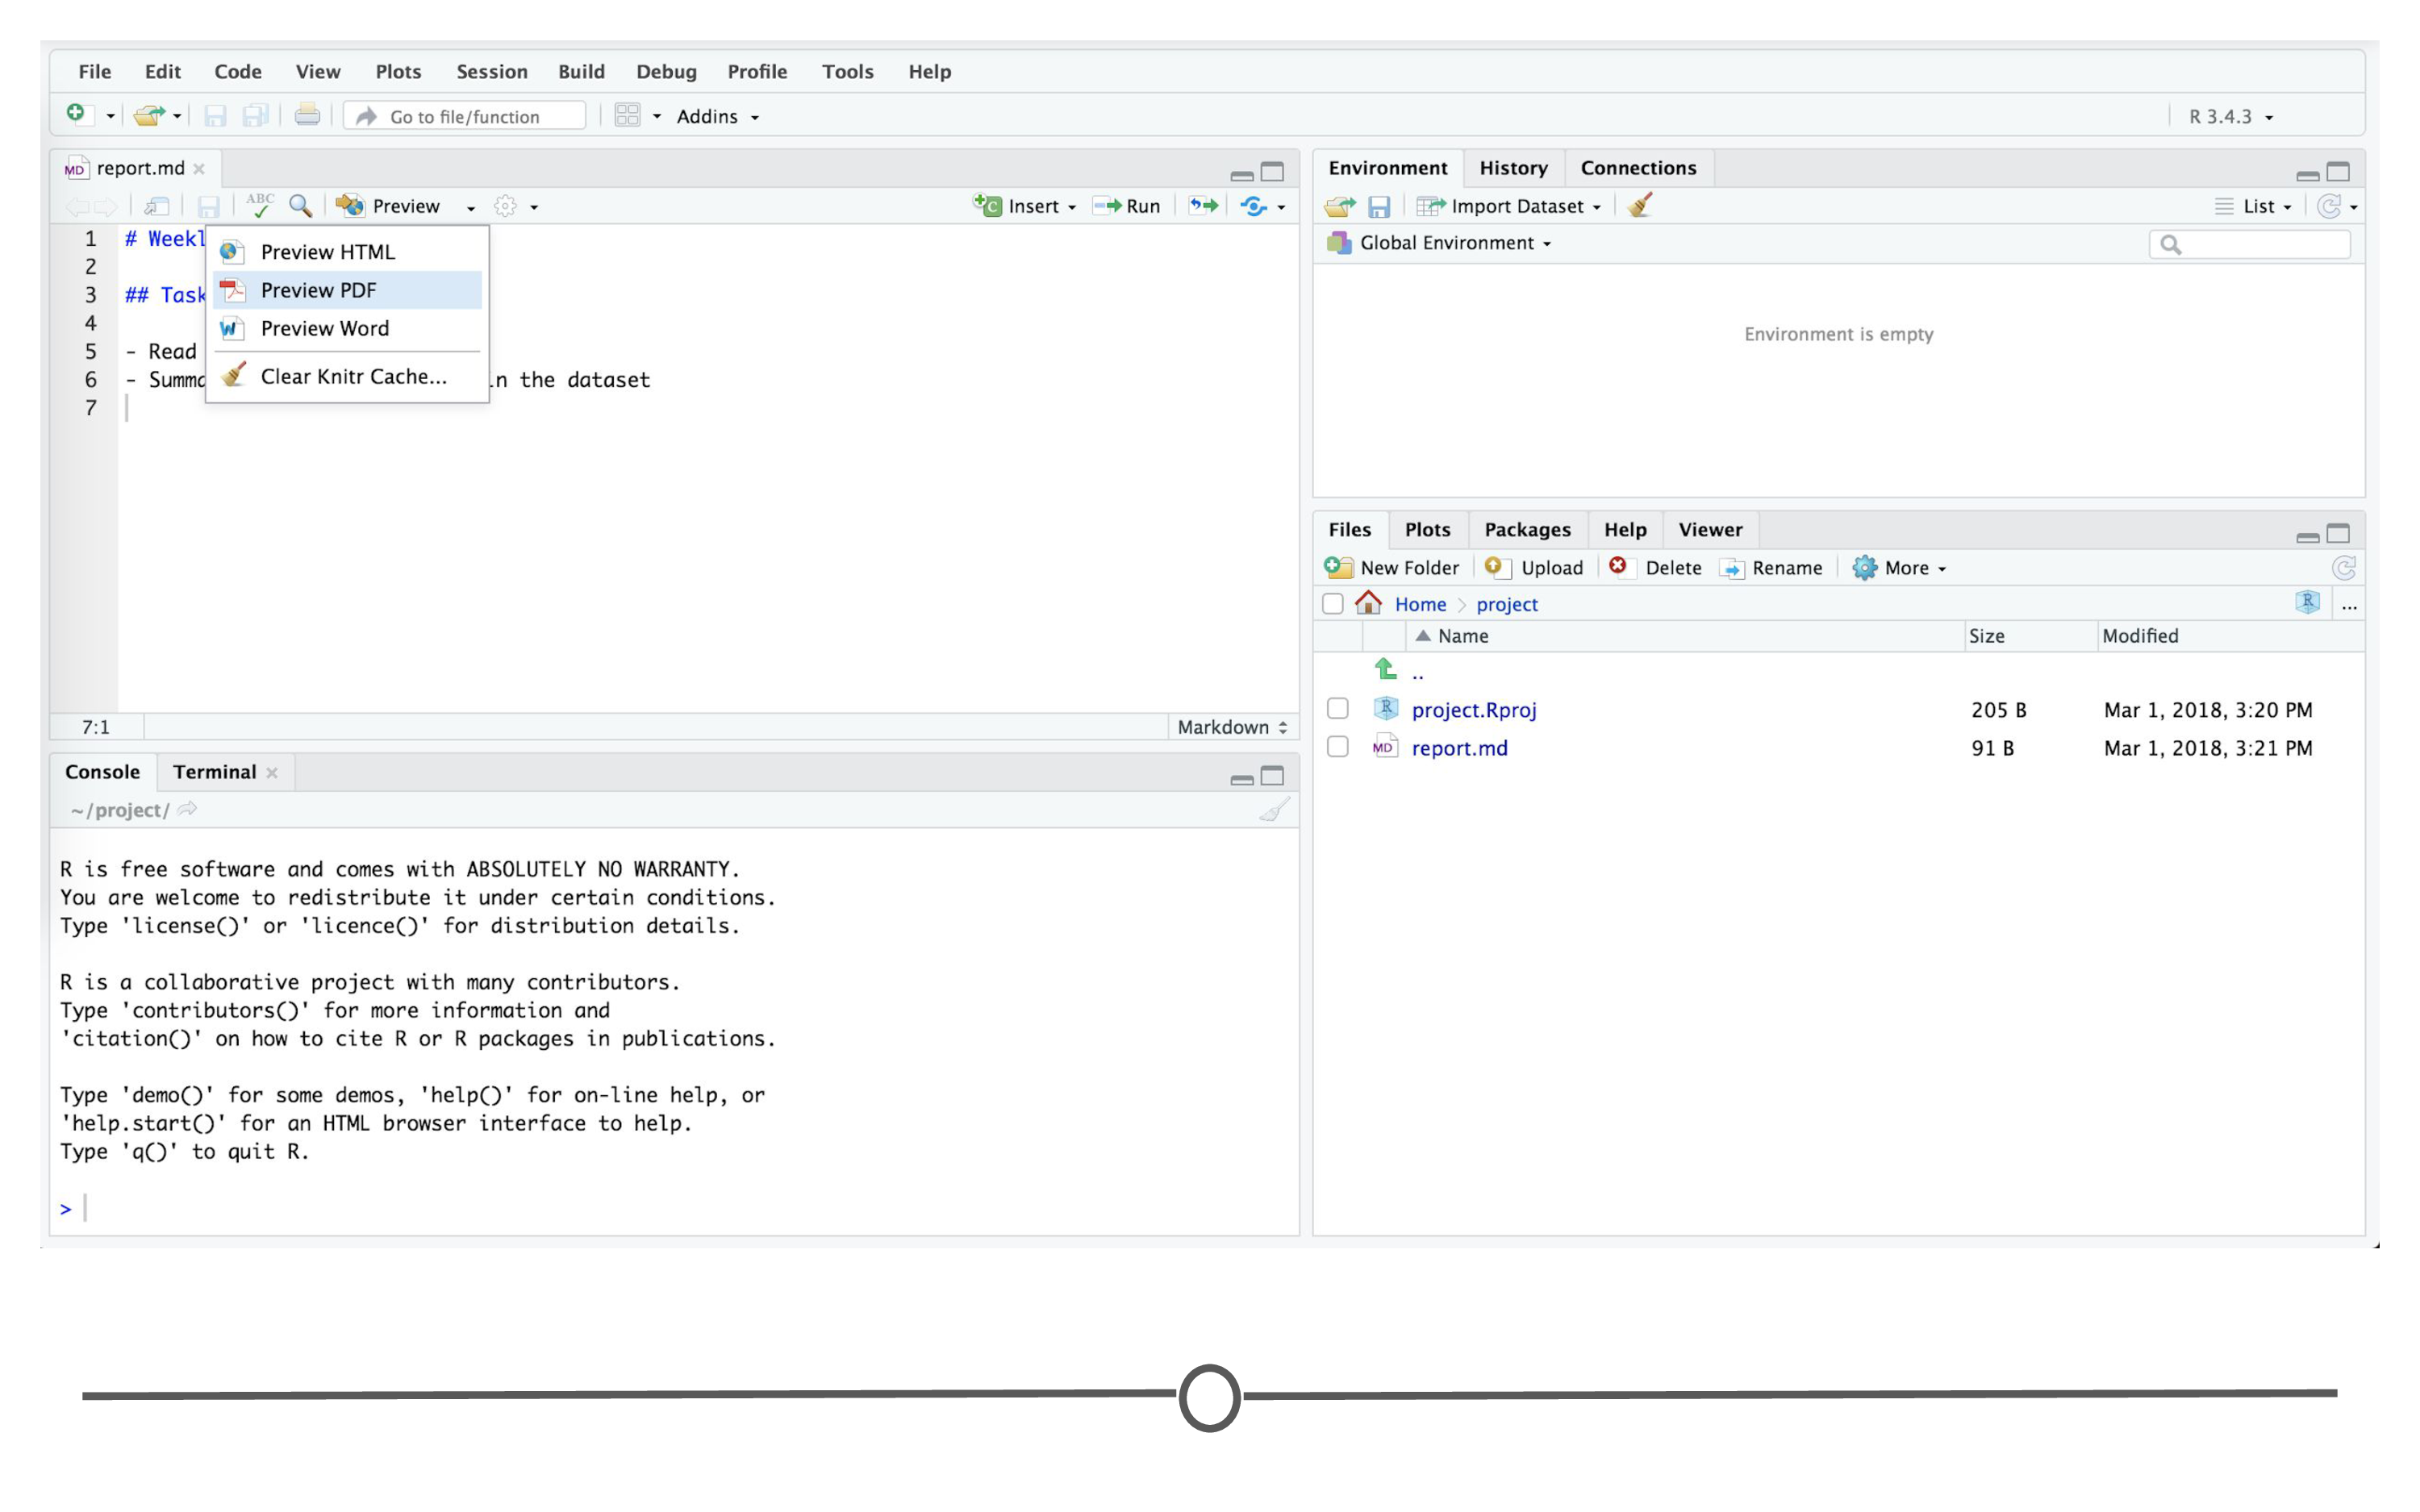 File Edit Code View Plots Session Build Debug Profile Tools Help
Go to file/function Addins R 3.4.3
MD report.md
ABC Preview Insert Run
1 # Weekl
2
3 ## Task
4
5 - Read
6 - Summa in the dataset
7
Preview HTML
Preview PDF
Preview Word
Clear Knitr Cache...
7:1 Markdown
Console Terminal
~/project/
R is free software and comes with ABSOLUTELY NO WARRANTY.
You are welcome to redistribute it under certain conditions.
Type 'license()' or 'licence()' for distribution details.
R is a collaborative project with many contributors.
Type 'contributors()' for more information and
'citation()' on how to cite R or R packages in publications.
Type 'demo()' for some demos, 'help()' for on-line help, or
'help.start()' for an HTML browser interface to help.
Type 'q()' to quit R.
>
Environment History Connections
Import Dataset List
Global Environment
Environment is empty
Files Plots Packages Help Viewer
New Folder Upload Delete Rename More
Home > project R ...
Name Size Modified
..
R project.Rproj 205 B Mar 1, 2018, 3:20 PM
MD report.md 91 B Mar 1, 2018, 3:21 PM